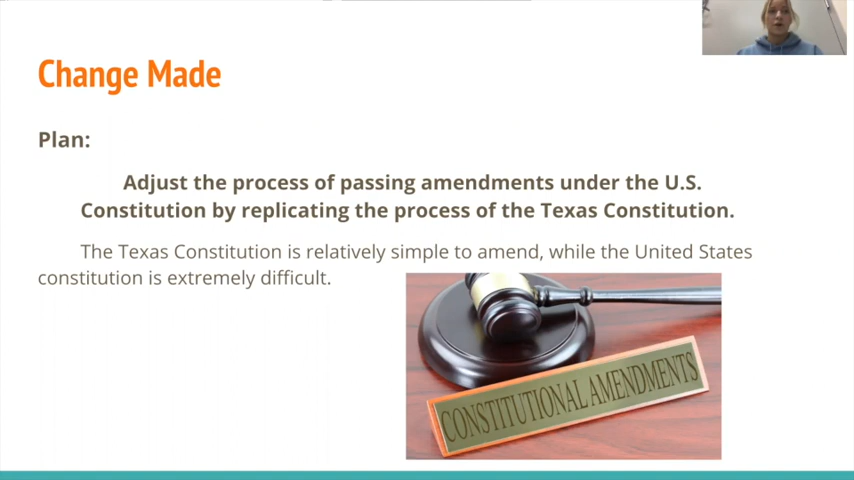 Change Made
Plan:
Adjust the process of passing amendments under the U.S.
Constitution by replicating the process of the Texas Constitution.
The Texas Constitution is relatively simple to amend, while the United States
constitution is extremely difficult.
CONSTITUTIONAL AMENDMENTS